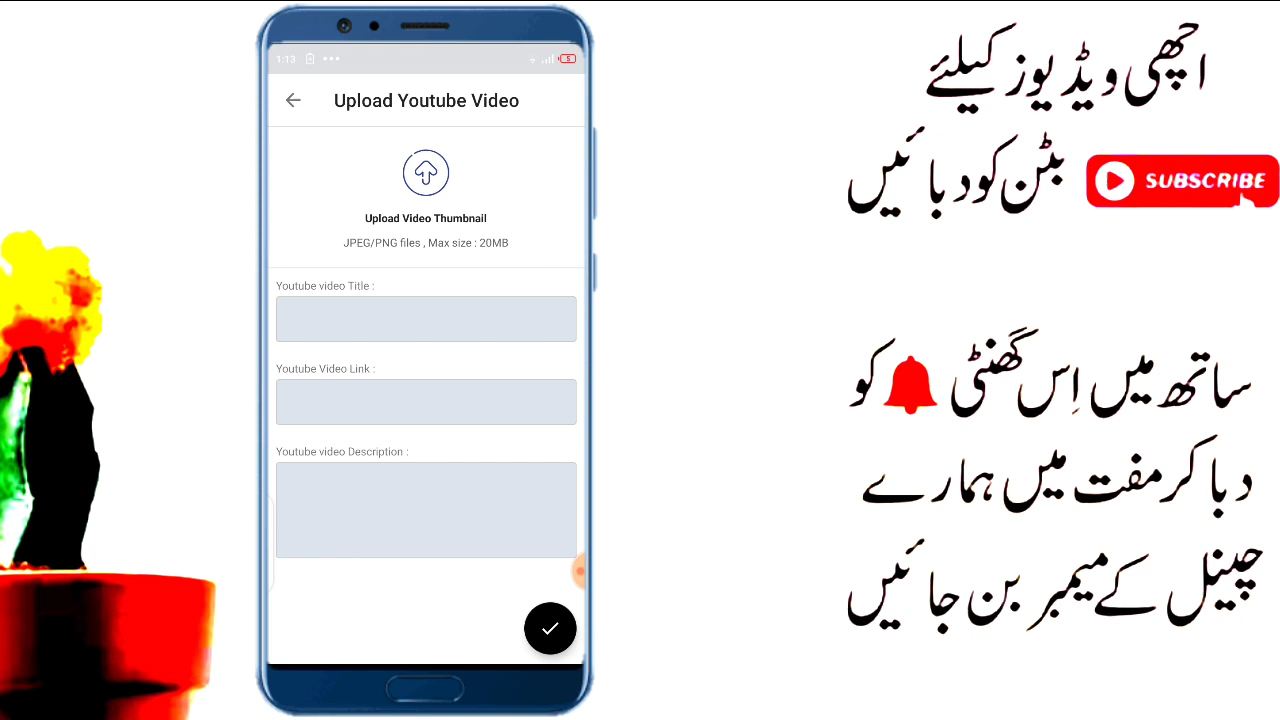 1:13
5
Upload Youtube Video
Upload Video Thumbnail
JPEG/PNG files , Max size : 20MB
Youtube video Title :
Youtube Video Link :
Youtube video Description :
اچھی ویڈیوز کیلئے
SUBSCRIBE بٹن کو دبائیں
ساتھ میں اِس گھنٹی کو
دبا کر مفت میں ہمارے
چینل کے میمبر بن جائیں